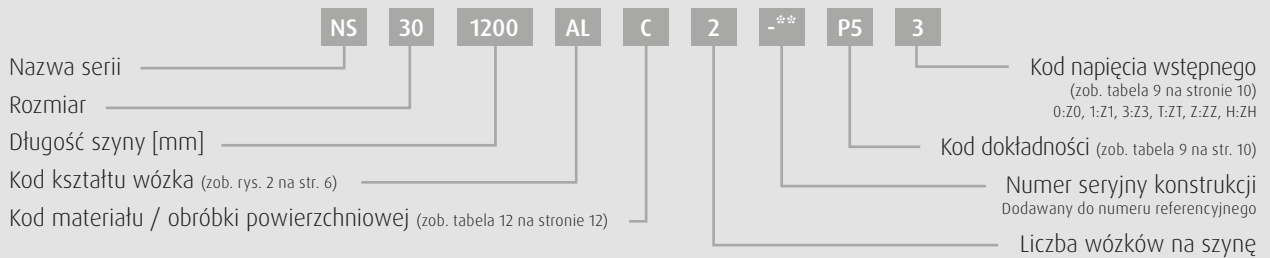 NS 30 1200 AL C 2 -** P5 3
Nazwa serii
Rozmiar
Długość szyny [mm]
Kod kształtu wózka (zob. rys. 2 na str. 6)
Kod materiału / obróbki powierzchniowej (zob. tabela 12 na stronie 12)
Kod napięcia wstępnego
(zob. tabela 9 na stronie 10)
0:Z0, 1:Z1, 3:Z3, T:ZT, Z:ZZ, H:ZH
Kod dokładności (zob. tabela 9 na str. 10)
Numer seryjny konstrukcji
Dodawany do numeru referencyjnego
Liczba wózków na szynę